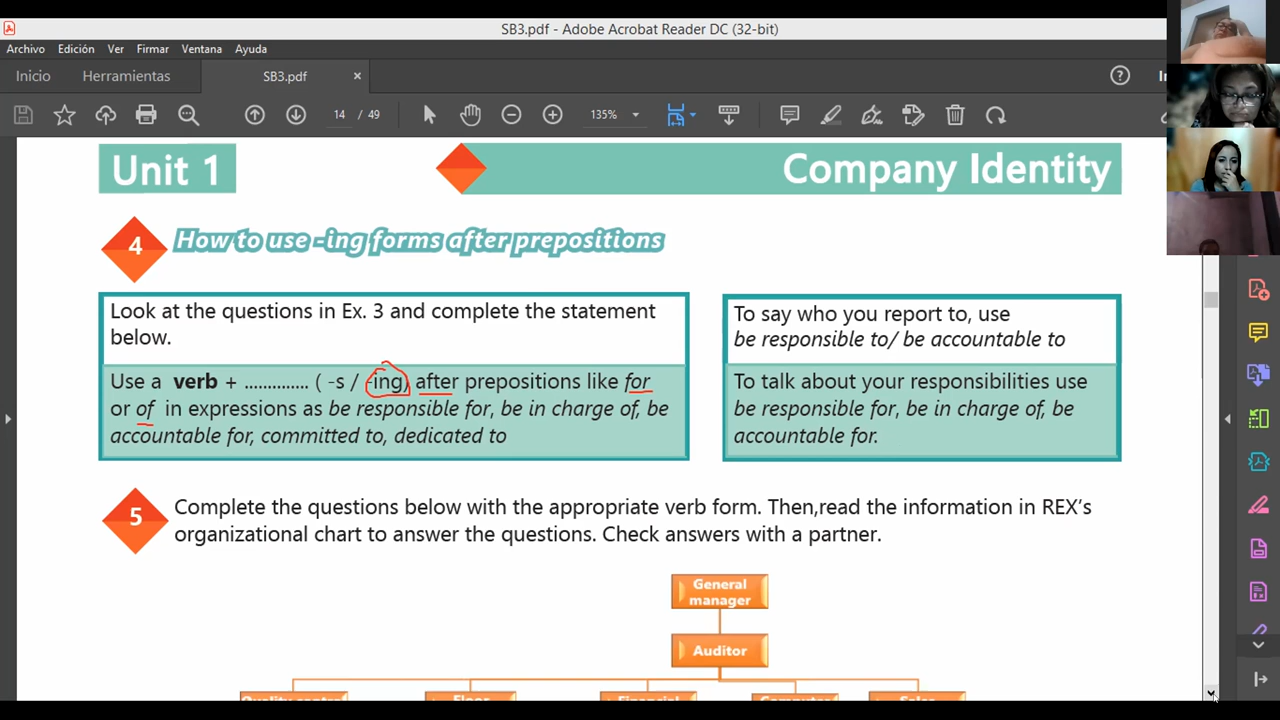 SB3.pdf - Adobe Acrobat Reader DC (32-bit)
Archivo Edición Ver Firmar Ventana Ayuda
Inicio Herramientas SB3.pdf × ?
14 / 49 135%
Unit 1 Company Identity
4 How to use -ing forms after prepositions
Look at the questions in Ex. 3 and complete the statement
below.
Use a verb + ............. ( -s / -ing) after prepositions like for
or of in expressions as be responsible for, be in charge of, be
accountable for, committed to, dedicated to
To say who you report to, use
be responsible to/ be accountable to
To talk about your responsibilities use
be responsible for, be in charge of, be
accountable for.
5 Complete the questions below with the appropriate verb form. Then,read the information in REX's
organizational chart to answer the questions. Check answers with a partner.
General
manager
Auditor
Floor Financial Computer Sales